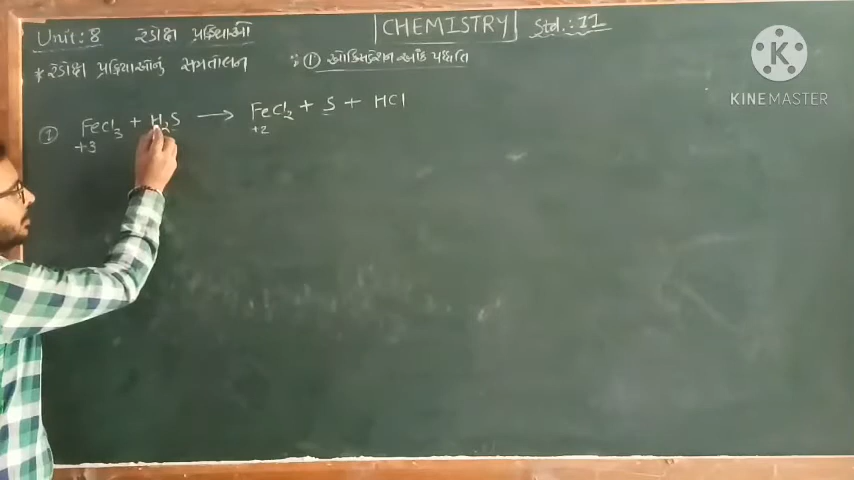 Unit: 8 રેડોક્ષ પ્રક્રિયાઓ |CHEMISTRY| Std.: 11
* રેડોક્ષ પ્રક્રિયાઓનું સમતોલન : ① ઓક્સિડેશન આંક પદ્ધતિ
① FeCl₃ + H₂S ⟶ FeCl₂ + S + HCl
+3 +2
K
KINEMASTER